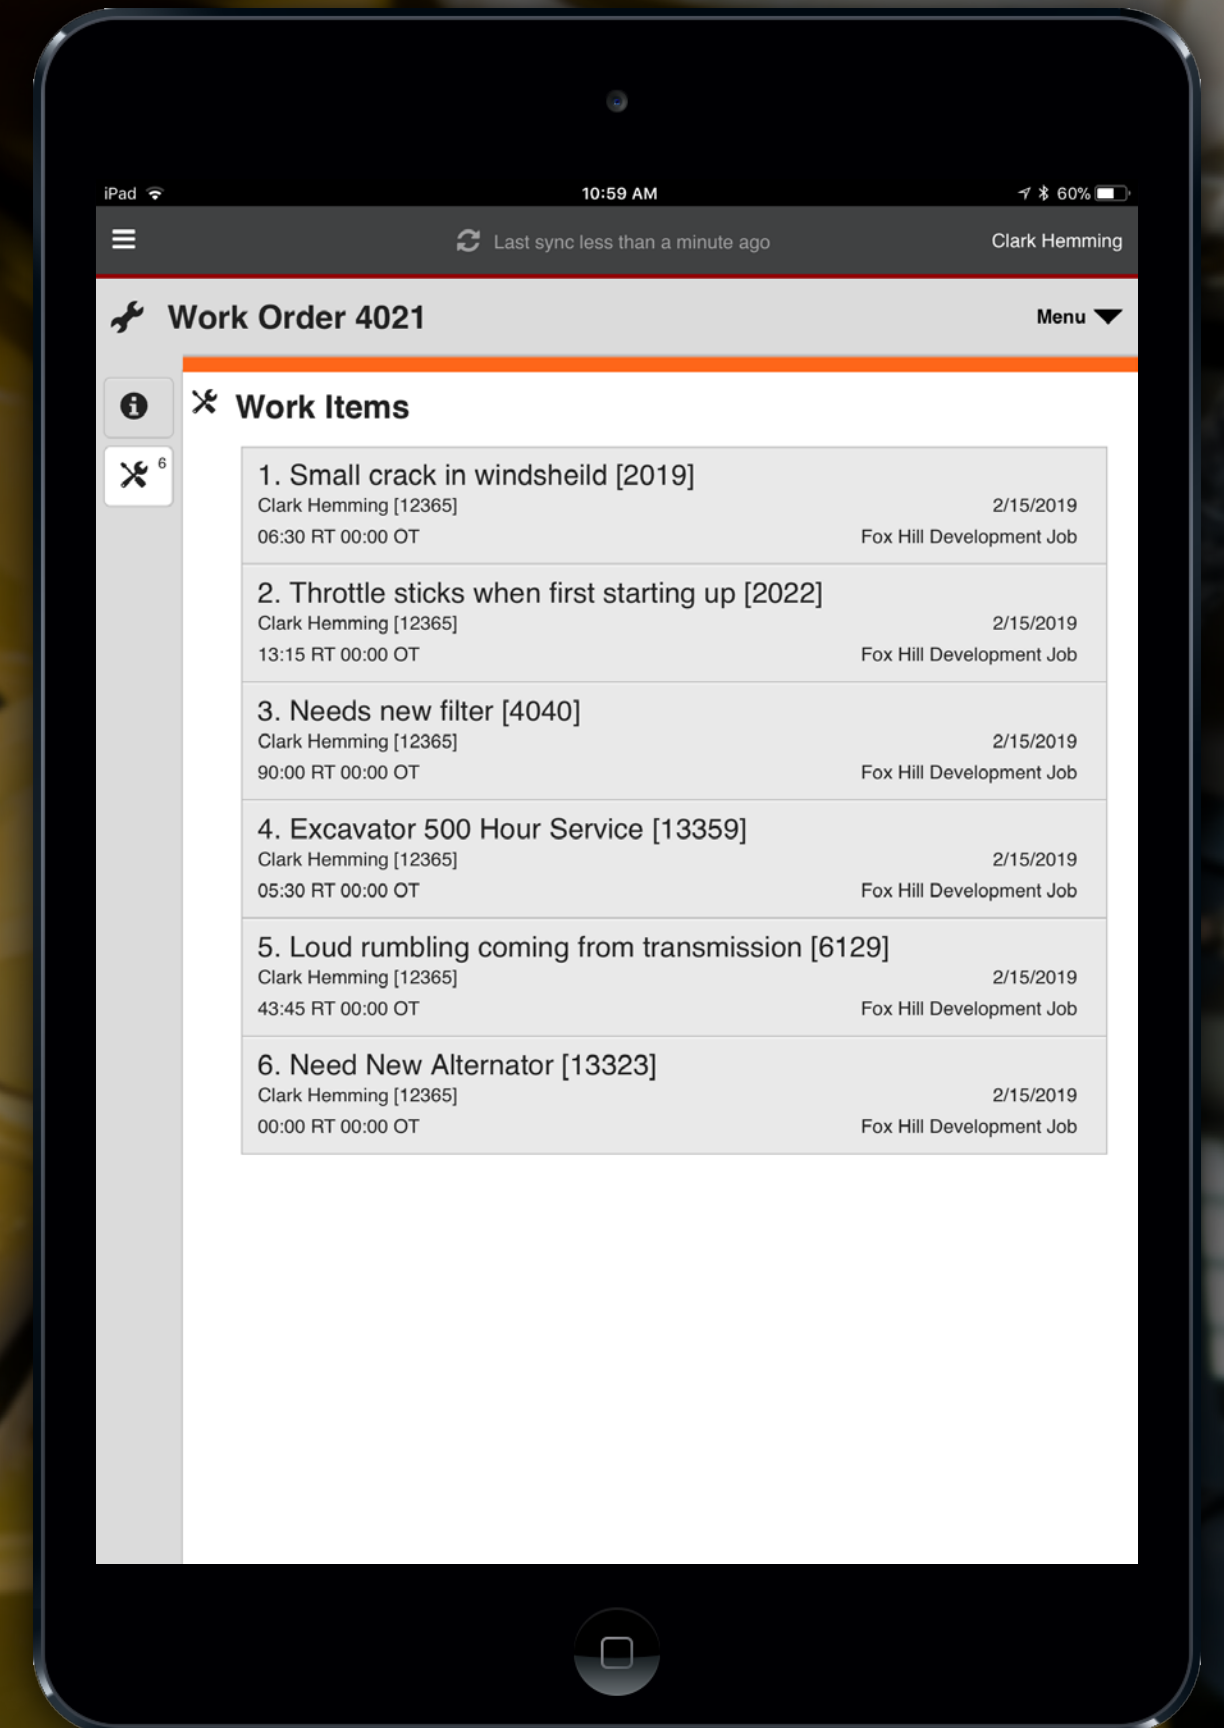 iPad
10:59 AM
60%
Last sync less than a minute ago
Clark Hemming
Work Order 4021
Menu
Work Items
6
1. Small crack in windsheild [2019]
Clark Hemming [12365]
2/15/2019
06:30 RT 00:00 OT
Fox Hill Development Job
2. Throttle sticks when first starting up [2022]
Clark Hemming [12365]
2/15/2019
13:15 RT 00:00 OT
Fox Hill Development Job
3. Needs new filter [4040]
Clark Hemming [12365]
2/15/2019
90:00 RT 00:00 OT
Fox Hill Development Job
4. Excavator 500 Hour Service [13359]
Clark Hemming [12365]
2/15/2019
05:30 RT 00:00 OT
Fox Hill Development Job
5. Loud rumbling coming from transmission [6129]
Clark Hemming [12365]
2/15/2019
43:45 RT 00:00 OT
Fox Hill Development Job
6. Need New Alternator [13323]
Clark Hemming [12365]
2/15/2019
00:00 RT 00:00 OT
Fox Hill Development Job